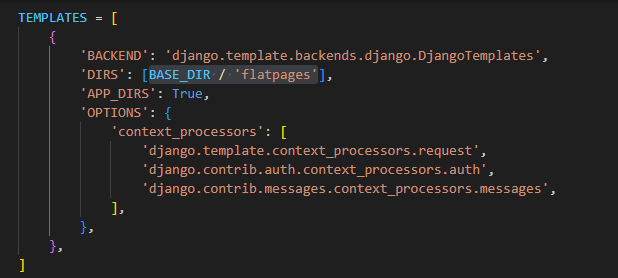 TEMPLATES = [
    {
        'BACKEND': 'django.template.backends.django.DjangoTemplates',
        'DIRS': [BASE_DIR / 'flatpages'],
        'APP_DIRS': True,
        'OPTIONS': {
            'context_processors': [
                'django.template.context_processors.request',
                'django.contrib.auth.context_processors.auth',
                'django.contrib.messages.context_processors.messages',
            ],
        },
    },
]